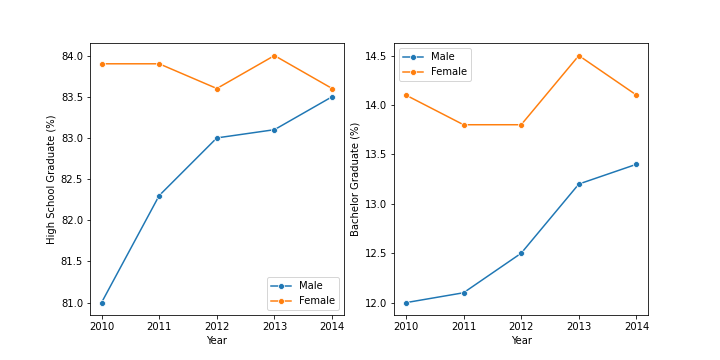 High School Graduate (%)
84.0
83.5
83.0
82.5
82.0
81.5
81.0
2010 2011 2012 2013 2014
Year
Male
Female
Bachelor Graduate (%)
14.5
14.0
13.5
13.0
12.5
12.0
2010 2011 2012 2013 2014
Year
Male
Female